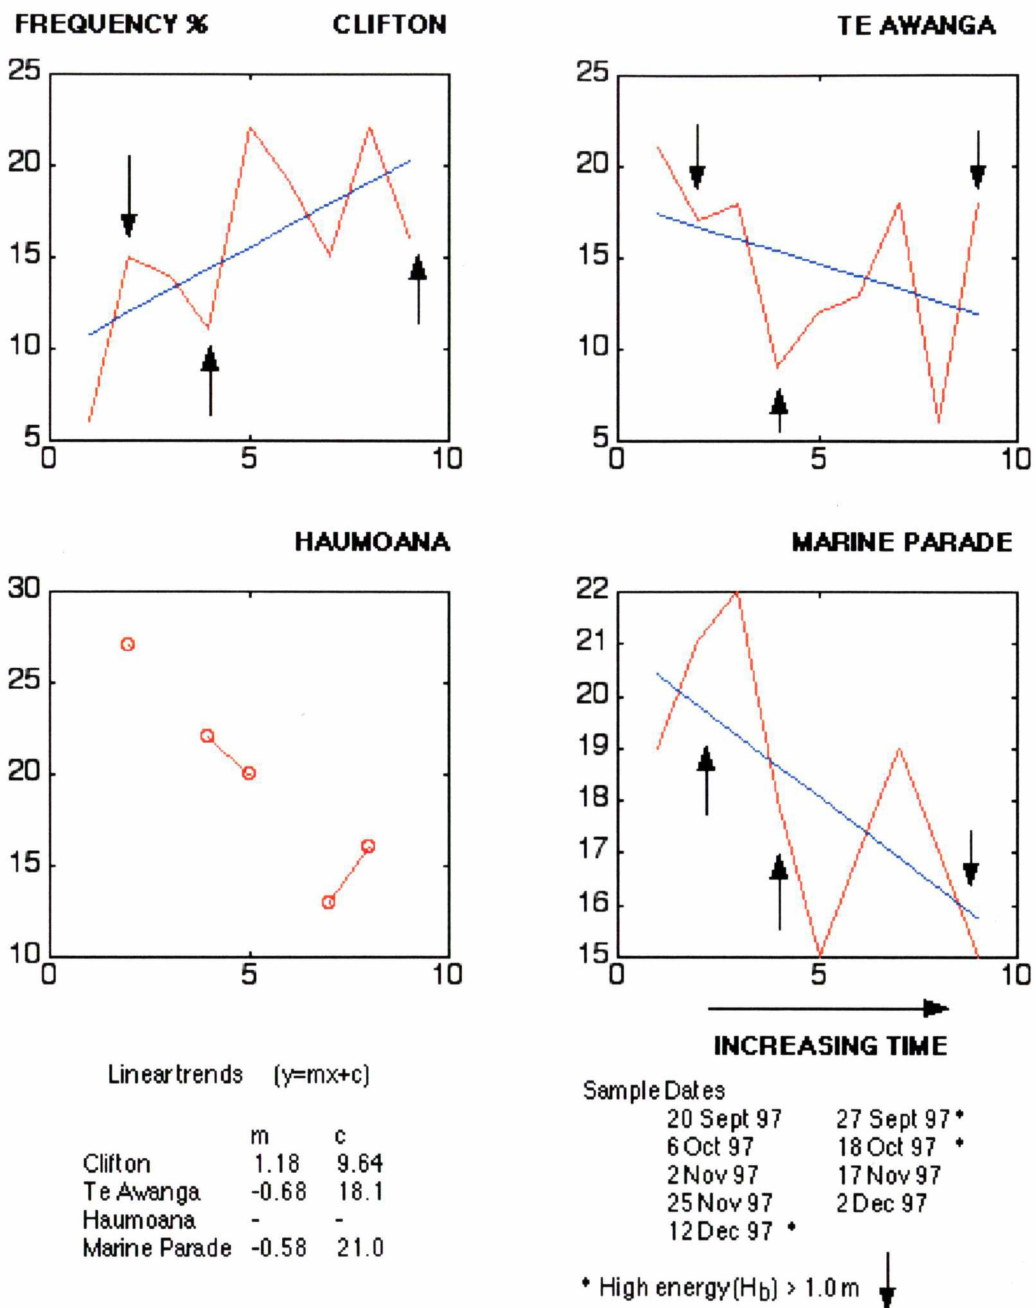 FREQUENCY % CLIFTON
25
20
15
10
5
0 5 10
TE AWANGA
25
20
15
10
5
0 5 10
HAUMOANA
30
25
20
15
10
0 5 10
MARINE PARADE
22
21
20
19
18
17
16
15
0 5 10
INCREASING TIME
Linear trends (y=mx+c)
m c
Clifton 1.18 9.64
Te Awanga -0.68 18.1
Haumoana - -
Marine Parade -0.58 21.0
Sample Dates
20 Sept 97 27 Sept 97 *
6 Oct 97 18 Oct 97 *
2 Nov 97 17 Nov 97
25 Nov 97 2 Dec 97
12 Dec 97 *
* High energy (Hb) > 1.0 m